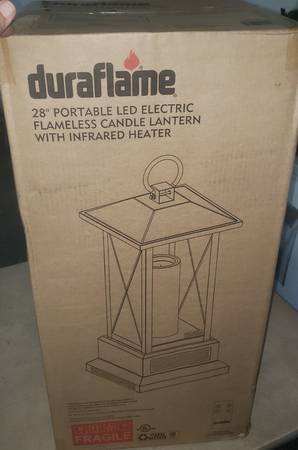 duraflame
28" PORTABLE LED ELECTRIC
FLAMELESS CANDLE LANTERN
WITH INFRARED HEATER
FRAGILE